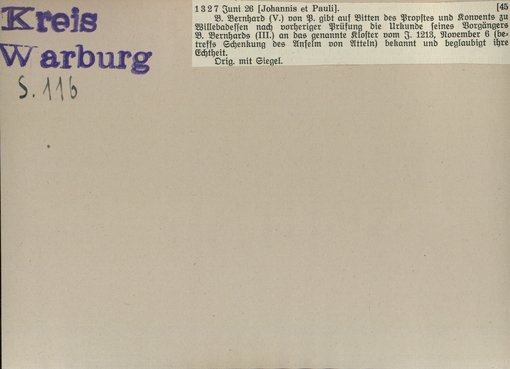 Kreis
Warburg
S. 116
1327 Juni 26 [Johannis et Pauli]. [45
B. Bernhard (V.) von P. gibt auf Bitten des Propstes und Konvents zu
Willebadessen nach vorheriger Prüfung die Urkunde seines Vorgängers
B. Bernhards (III.) an das genannte Kloster vom J. 1213, November 6 (be-
treffs Schenkung des Anselm von Atteln) bekannt und beglaubigt ihre
Echtheit.
Orig. mit Siegel.